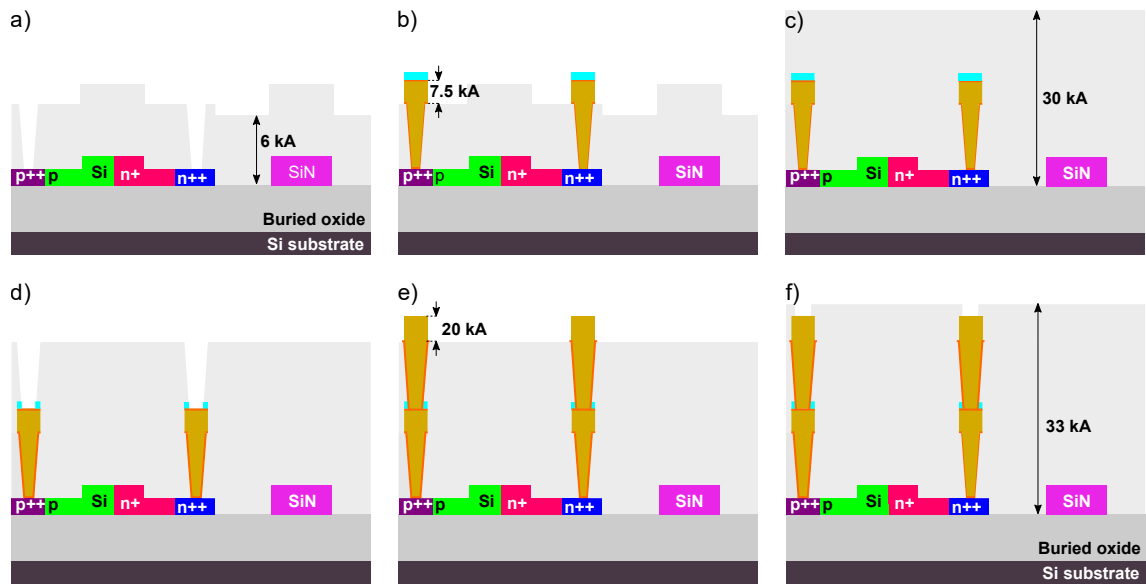 a)
6 kA
p++ p Si n+ n++ SiN
Buried oxide
Si substrate
b)
7.5 kA
p++ p Si n+ n++ SiN
c)
30 kA
p++ p Si n+ n++ SiN
d)
p++ p Si n+ n++ SiN
e)
20 kA
p++ p Si n+ n++ SiN
f)
33 kA
p++ p Si n+ n++ SiN
Buried oxide
Si substrate